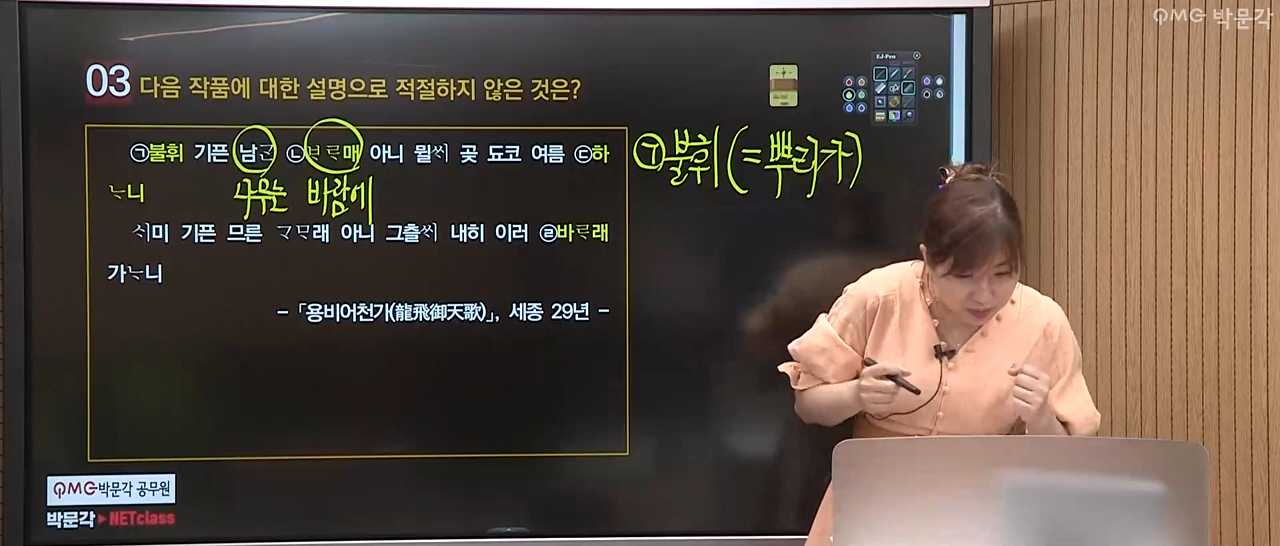 QMG 박문각
03 다음 작품에 대한 설명으로 적절하지 않은 것은?
㉠불휘 기픈 남ᄀᆞᆫ ㉡ᄇᆞᄅᆞ매 아니 뮐ᄊᆡ 곶 됴코 여름 ㉢하
ᄂᆞ니
나무는 바람에
ᄉᆡ미 기픈 므른 ᄀᆞᄆᆞ래 아니 그츨ᄊᆡ 내히 이러 ㉣바ᄅᆞ래
가ᄂᆞ니
- 「용비어천가(龍飛御天歌)」, 세종 29년 -
㉠불휘(=뿌리가)
EJ-Pen
QMG박문각 공무원
박문각 NETclass